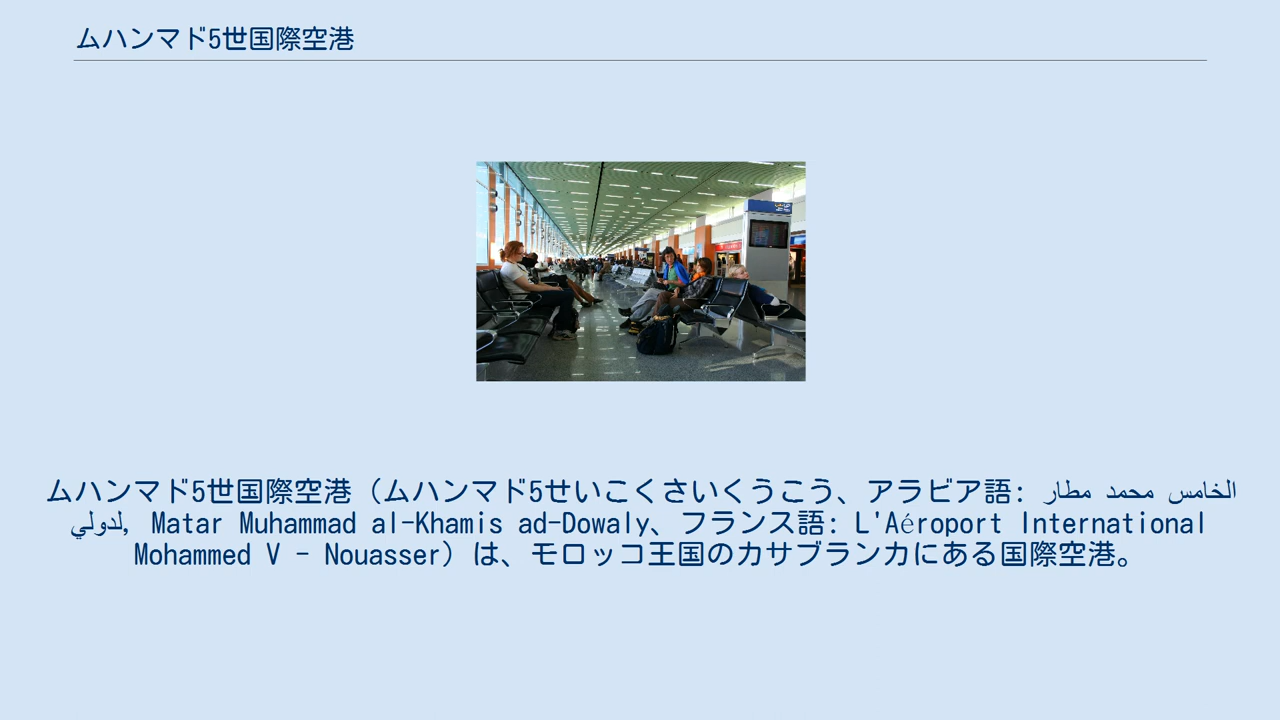 ムハンマド5世国際空港
ムハンマド5世国際空港（ムハンマド5せいこくさいくうこう、アラビア語: مطار محمد الخامس
لدولي, Matar Muhammad al-Khamis ad-Dowaly、フランス語: L'Aéroport International
Mohammed V - Nouasser）は、モロッコ王国のカサブランカにある国際空港。